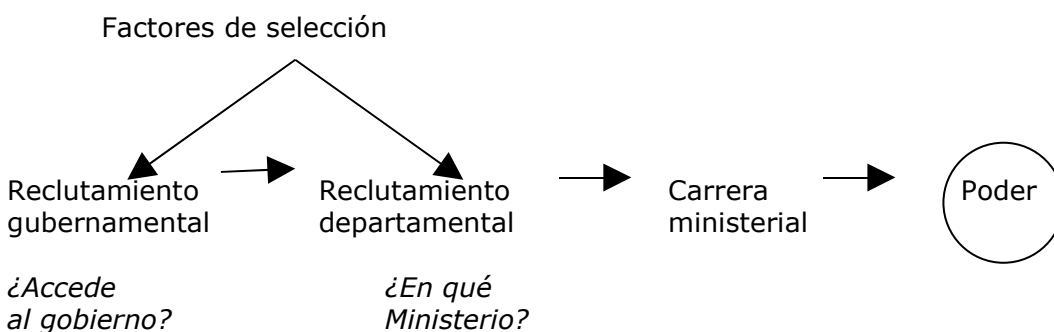 Factores de selección
Reclutamiento
gubernamental
Reclutamiento
departamental
Carrera
ministerial
Poder
¿Accede
al gobierno?
¿En qué
Ministerio?